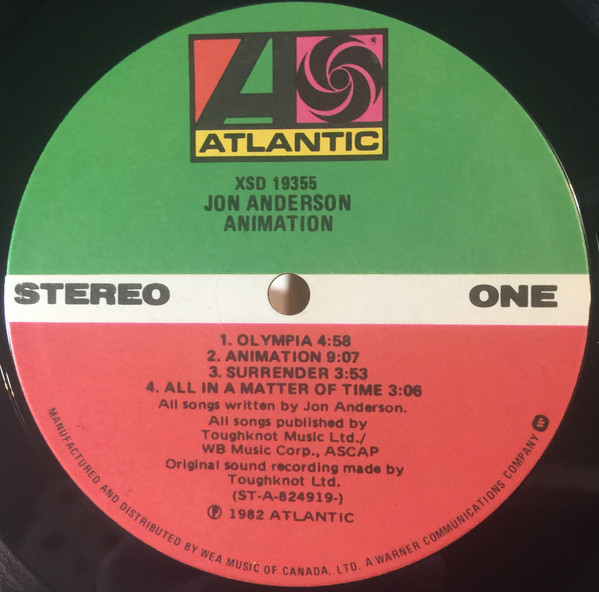 ATLANTIC
XSD 19355
JON ANDERSON
ANIMATION
STEREO
ONE
1. OLYMPIA 4:58
2. ANIMATION 9:07
3. SURRENDER 3:53
4. ALL IN A MATTER OF TIME 3:06
All songs written by Jon Anderson.
All songs published by
Toughknot Music Ltd./
WB Music Corp., ASCAP
Original sound recording made by
Toughknot Ltd.
(ST-A-824919-)
℗ 1982 ATLANTIC
MANUFACTURED AND DISTRIBUTED BY WEA MUSIC OF CANADA, LTD. A WARNER COMMUNICATIONS COMPANY